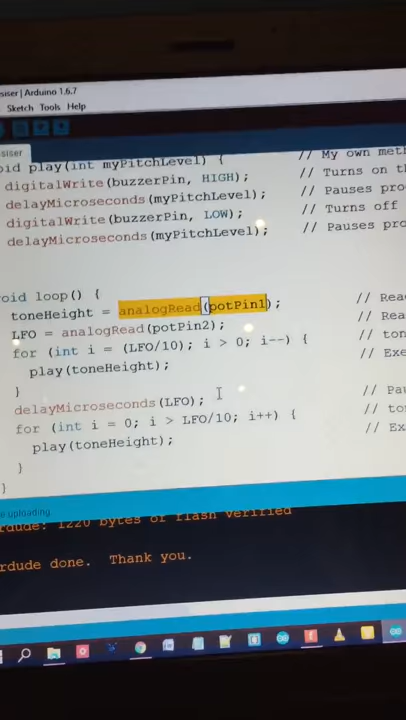 siser | Arduino 1.6.7
Sketch Tools Help
siser
oid play(int myPitchLevel) { // My own met
digitalWrite(buzzerPin, HIGH); // Turns on t
delayMicroseconds(myPitchLevel); // Pauses pro
digitalWrite(buzzerPin, LOW); // Turns off
delayMicroseconds(myPitchLevel); // Pauses pro
oid loop() {
toneHeight = analogRead(potPin1); // Read
LFO = analogRead(potPin2); // Rea
for (int i = (LFO/10); i > 0; i--) { // ton
play(toneHeight); // Exe
}
delayMicroseconds(LFO); // Pau
for (int i = 0; i > LFO/10; i++) { // to
play(toneHeight); // Ex
}
}
e uploading.
rdude: 1220 bytes of flash verified
rdude done. Thank you.